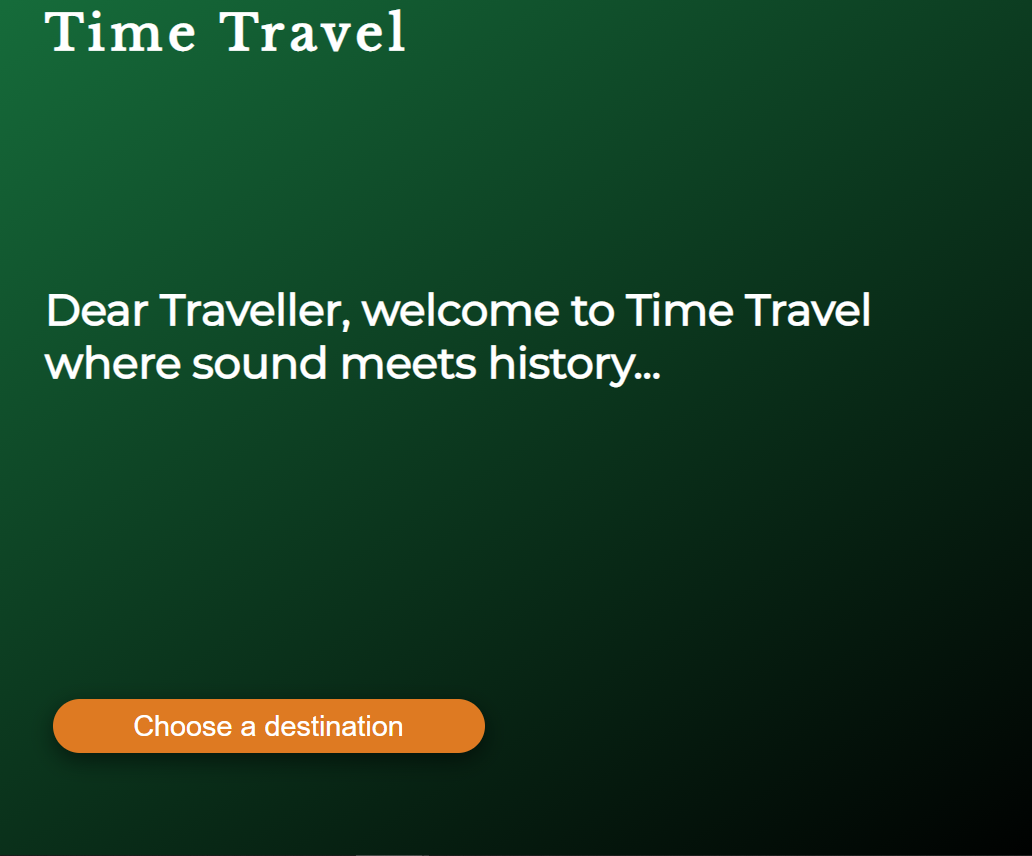 Time Travel
Dear Traveller, welcome to Time Travel
where sound meets history...
Choose a destination